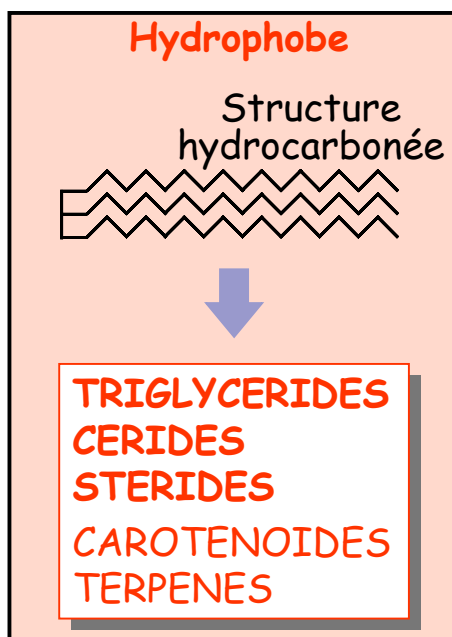 Hydrophobe
Structure
hydrocarbonée
TRIGLYCERIDES
CERIDES
STERIDES
CAROTENOIDES
TERPENES